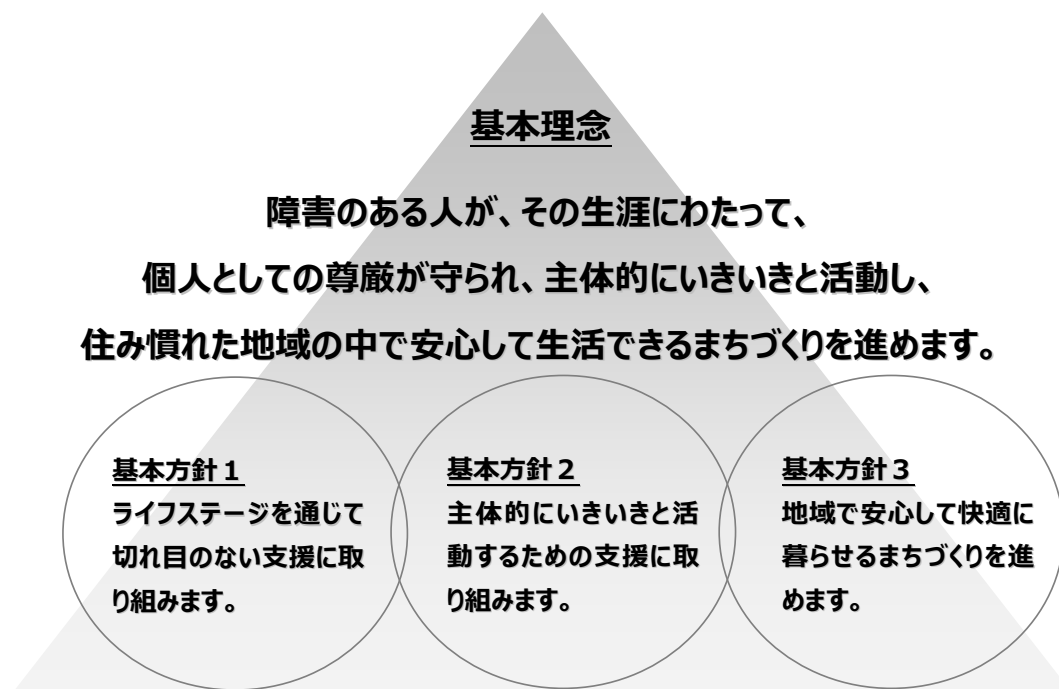 基本理念
障害のある人が、その生涯にわたって、
個人としての尊厳が守られ、主体的にいきいきと活動し、
住み慣れた地域の中で安心して生活できるまちづくりを進めます。
基本方針１
ライフステージを通じて
切れ目のない支援に取
り組みます。
基本方針２
主体的にいきいきと活
動するための支援に取
り組みます。
基本方針３
地域で安心して快適に
暮らせるまちづくりを進
めます。